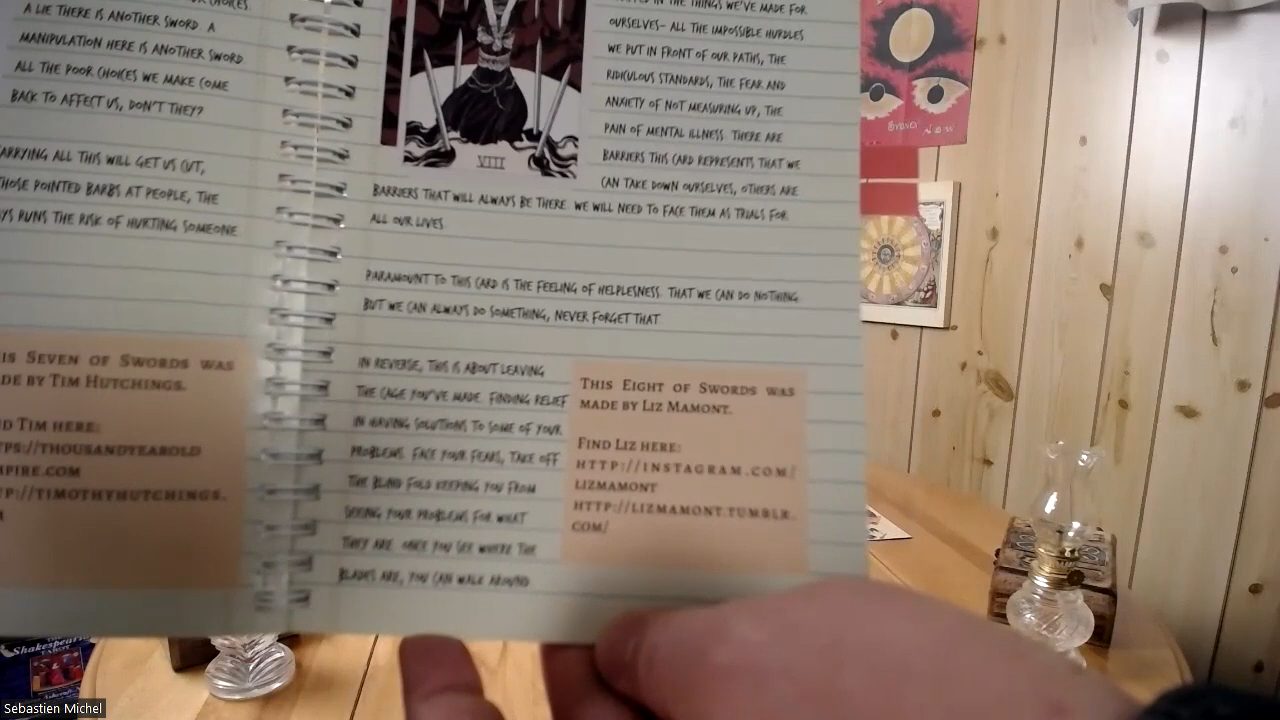 CHOICES.
A LIE THERE IS ANOTHER SWORD. A
MANIPULATION HERE IS ANOTHER SWORD
ALL THE POOR CHOICES WE MAKE COME
BACK TO AFFECT US, DON'T THEY?
ARRYING ALL THIS WILL GET US CUT,
HOSE POINTED BARBS AT PEOPLE, THE
YS RUNS THE RISK OF HURTING SOMEONE
IS SEVEN OF SWORDS WAS
DE BY TIM HUTCHINGS.
D TIM HERE:
TPS://THOUSANDYEAROLD
MPIRE.COM
TP://TIMOTHYHUTCHINGS.
M
VIII
IN THE THINGS WE'VE MADE FOR
OURSELVES- ALL THE IMPOSSIBLE HURDLES
WE PUT IN FRONT OF OUR PATHS, THE
RIDICULOUS STANDARDS, THE FEAR AND
ANXIETY OF NOT MEASURING UP, THE
PAIN OF MENTAL ILLNESS. THERE ARE
BARRIERS THIS CARD REPRESENTS THAT WE
CAN TAKE DOWN OURSELVES, OTHERS ARE
BARRIERS THAT WILL ALWAYS BE THERE. WE WILL NEED TO FACE THEM AS TRIALS FOR
ALL OUR LIVES.
PARAMOUNT TO THIS CARD IS THE FEELING OF HELPLESNESS. THAT WE CAN DO NOTHING.
BUT WE CAN ALWAYS DO SOMETHING, NEVER FORGET THAT.
IN REVERSE, THIS IS ABOUT LEAVING
THE CAGE YOU'VE MADE. FINDING RELIEF
IN HAVING SOLUTIONS TO SOME OF YOUR
PROBLEMS. FACE YOUR FEARS, TAKE OFF
THE BLIND FOLD KEEPING YOU FROM
SEEING YOUR PROBLEMS FOR WHAT
THEY ARE. ONCE YOU SEE WHERE THE
BLADES ARE, YOU CAN WALK AROUND
THIS EIGHT OF SWORDS WAS
MADE BY LIZ MAMONT.
FIND LIZ HERE:
HTTP://INSTAGRAM.COM/
LIZMAMONT
HTTP://LIZMAMONT.TUMBLR.
COM/
Shakespearian
TAROT
Sebastien Michel